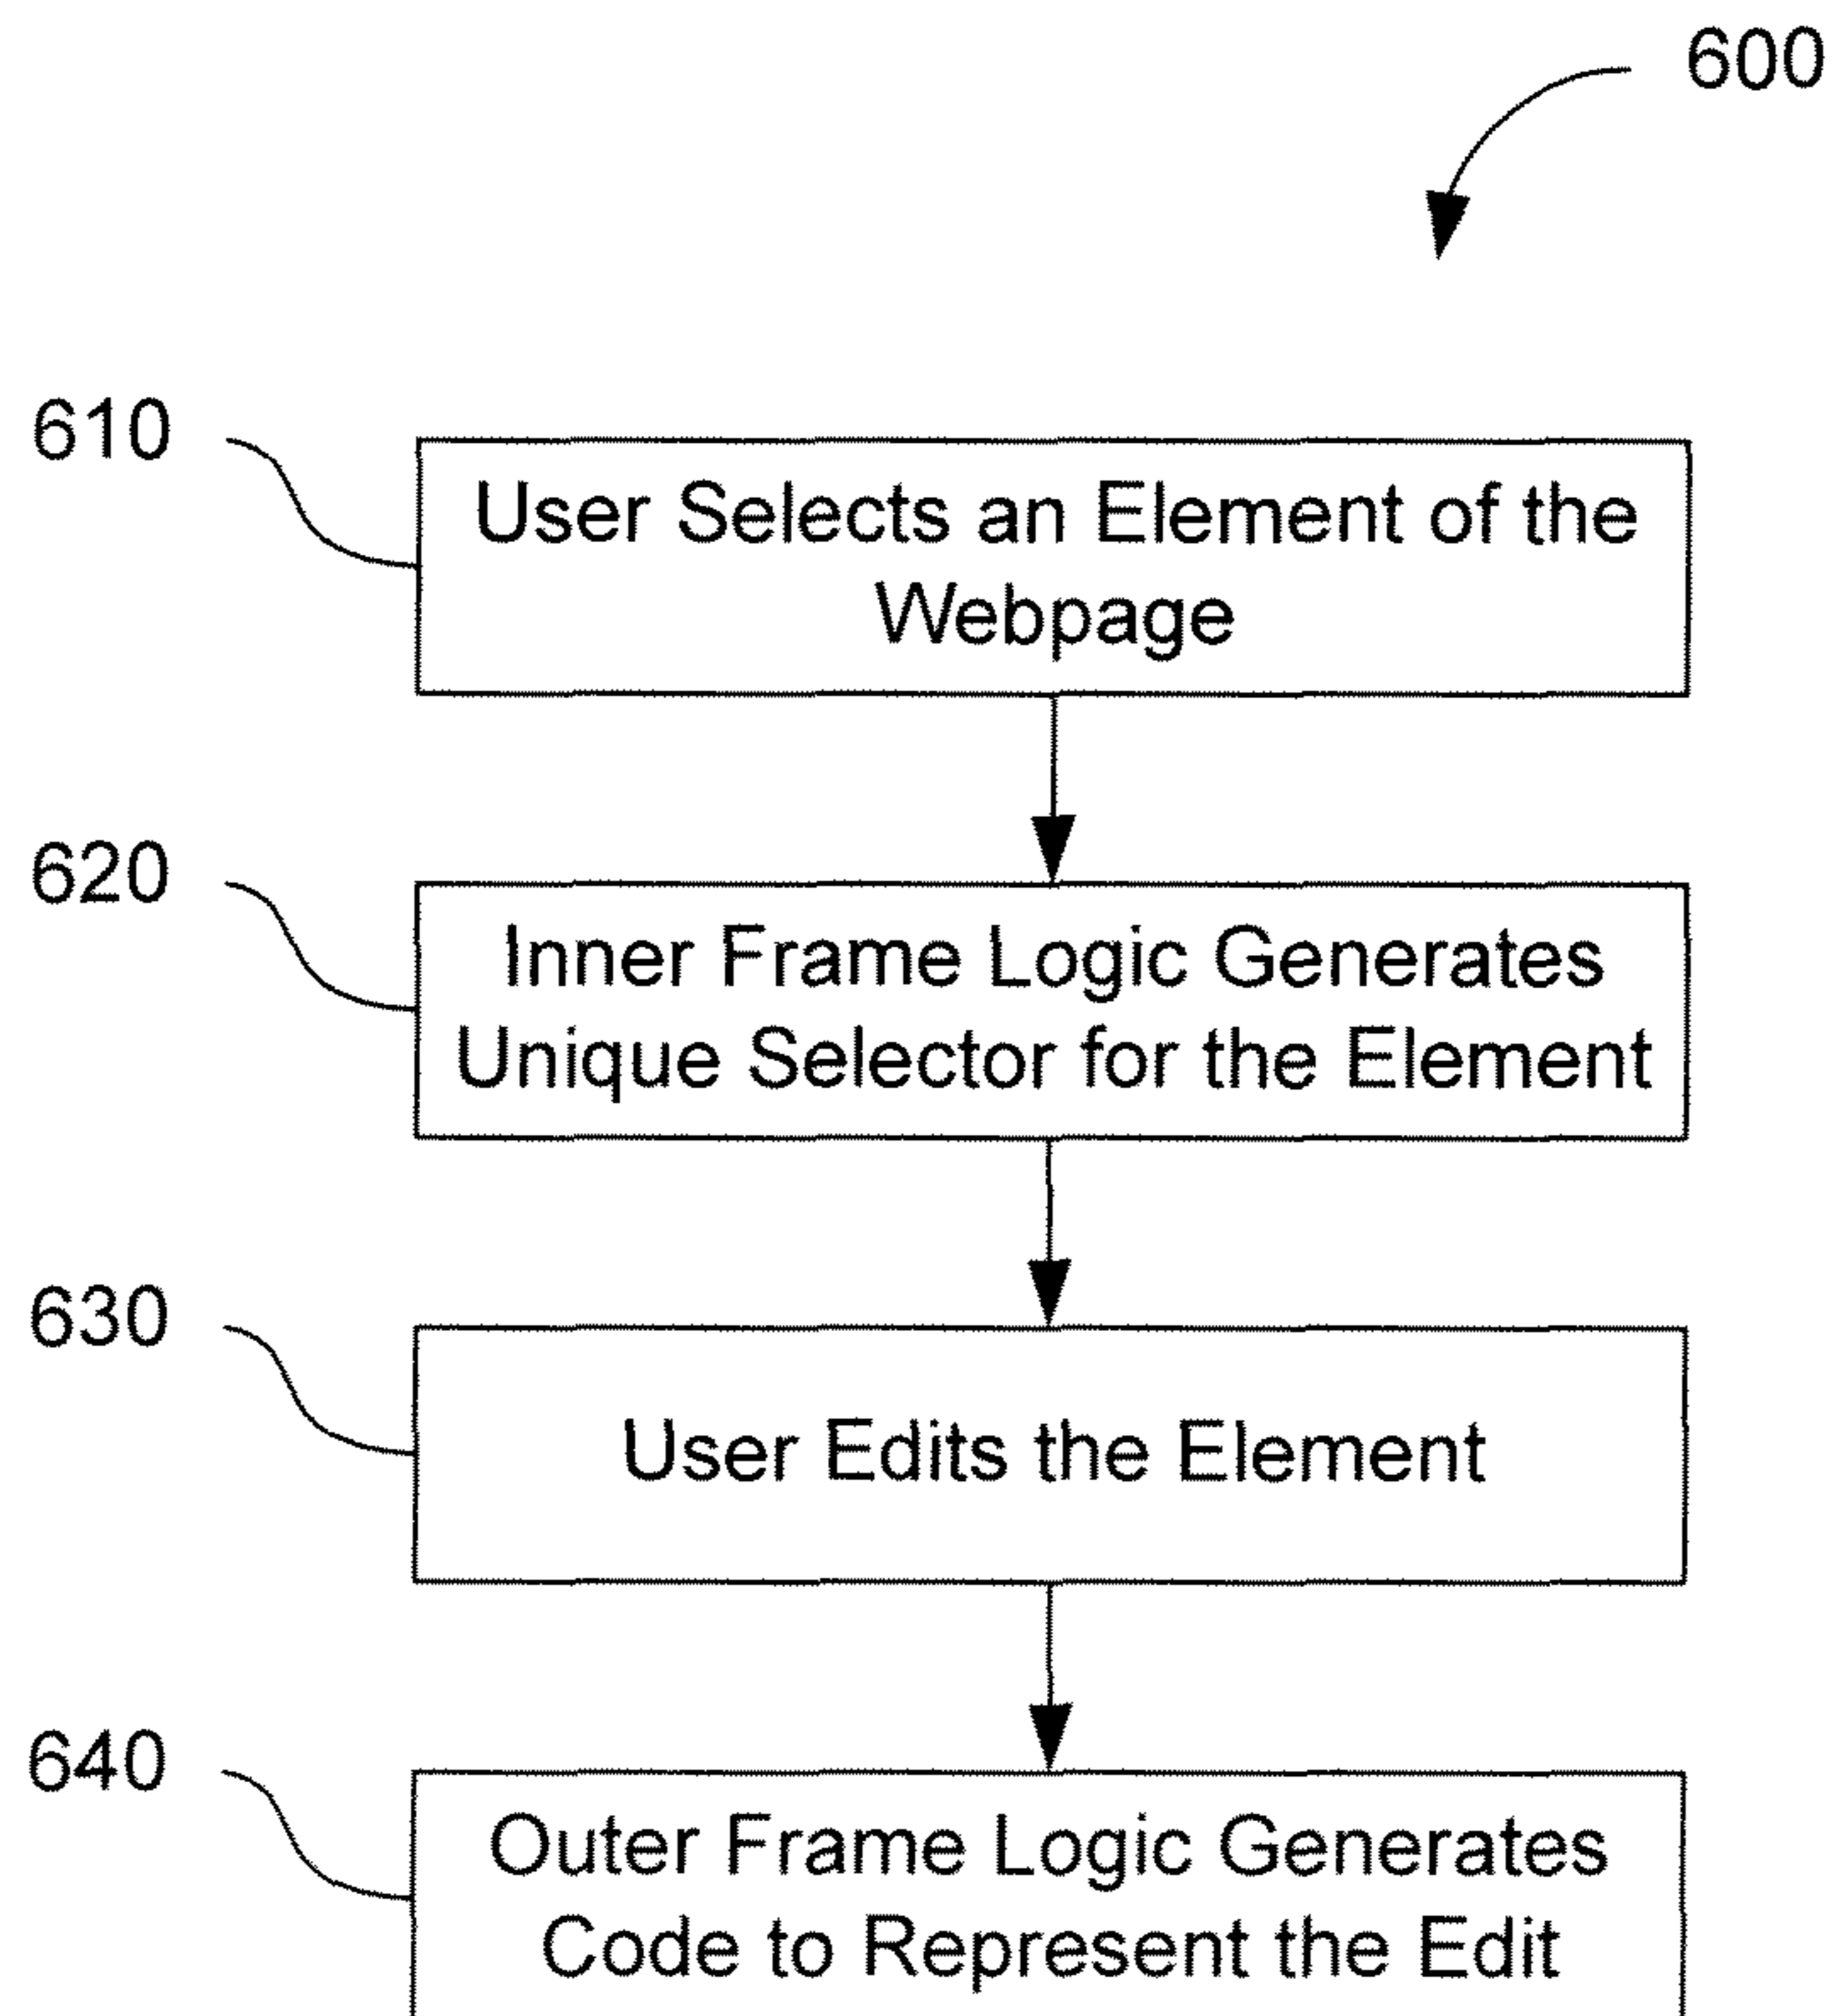 600
610
User Selects an Element of the
Webpage
620
Inner Frame Logic Generates
Unique Selector for the Element
630
User Edits the Element
640
Outer Frame Logic Generates
Code to Represent the Edit